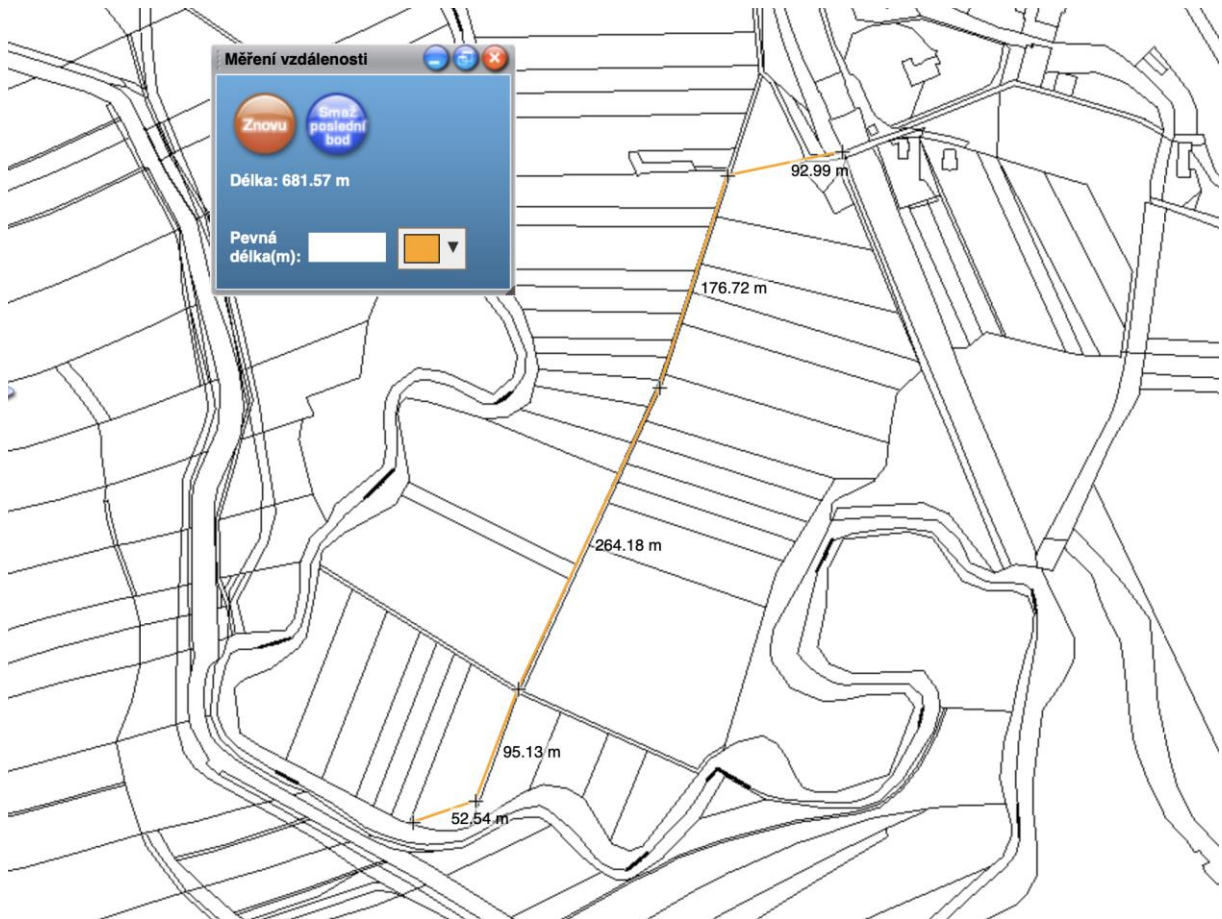 Měření vzdálenosti
Znovu
Smaž
poslední
bod
Délka: 681.57 m
Pevná
délka(m):
92.99 m
176.72 m
264.18 m
95.13 m
52.54 m